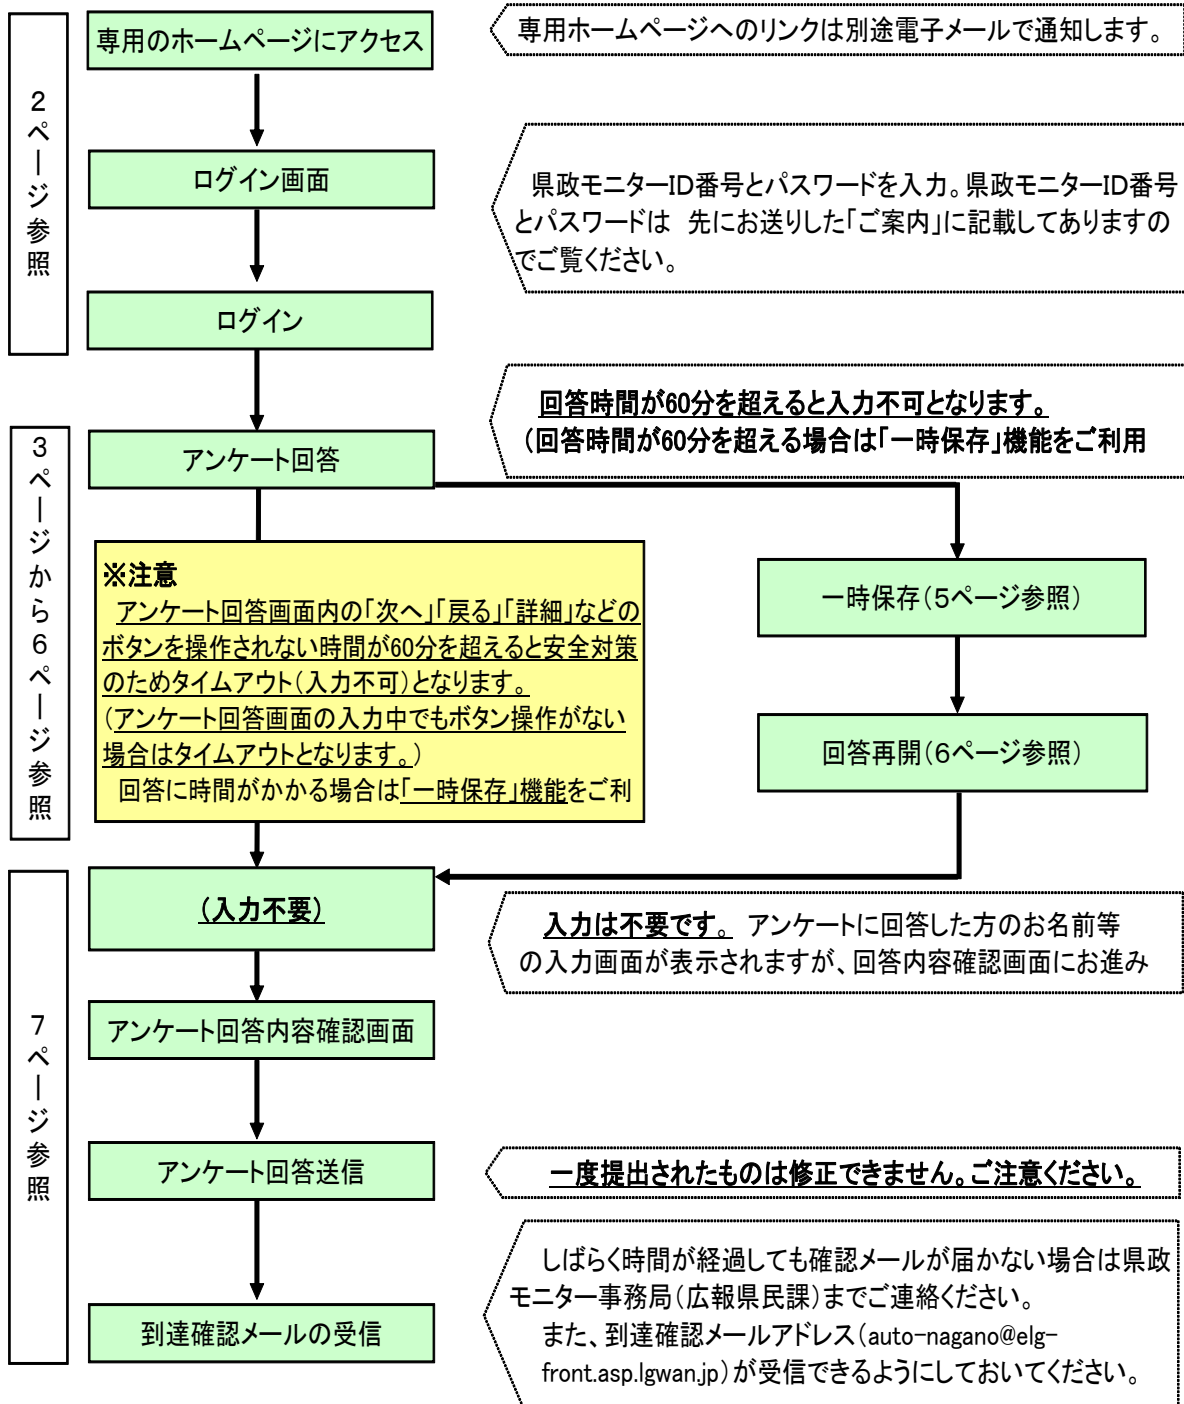 専用のホームページにアクセス
専用ホームページへのリンクは別途電子メールで通知します。
2ページ参照
ログイン画面
県政モニターID番号とパスワードを入力。県政モニターID番号
とパスワードは 先にお送りした「ご案内」に記載してありますの
でご覧ください。
ログイン
回答時間が60分を超えると入力不可となります。
（回答時間が60分を超える場合は「一時保存」機能をご利用
3ページから6ページ参照
アンケート回答
※注意
アンケート回答画面内の「次へ」「戻る」「詳細」などの
ボタンを操作されない時間が60分を超えると安全対策
のためタイムアウト（入力不可）となります。
（アンケート回答画面の入力中でもボタン操作がない
場合はタイムアウトとなります。）
回答に時間がかかる場合は「一時保存」機能をご利
一時保存（5ページ参照）
回答再開（6ページ参照）
7ページ参照
（入力不要）
入力は不要です。 アンケートに回答した方のお名前等
の入力画面が表示されますが、回答内容確認画面にお進み
アンケート回答内容確認画面
アンケート回答送信
一度提出されたものは修正できません。ご注意ください。
しばらく時間が経過しても確認メールが届かない場合は県政
モニター事務局（広報県民課）までご連絡ください。
また、到達確認メールアドレス（auto-nagano@elg-
front.asp.lgwan.jp）が受信できるようにしておいてください。
到達確認メールの受信